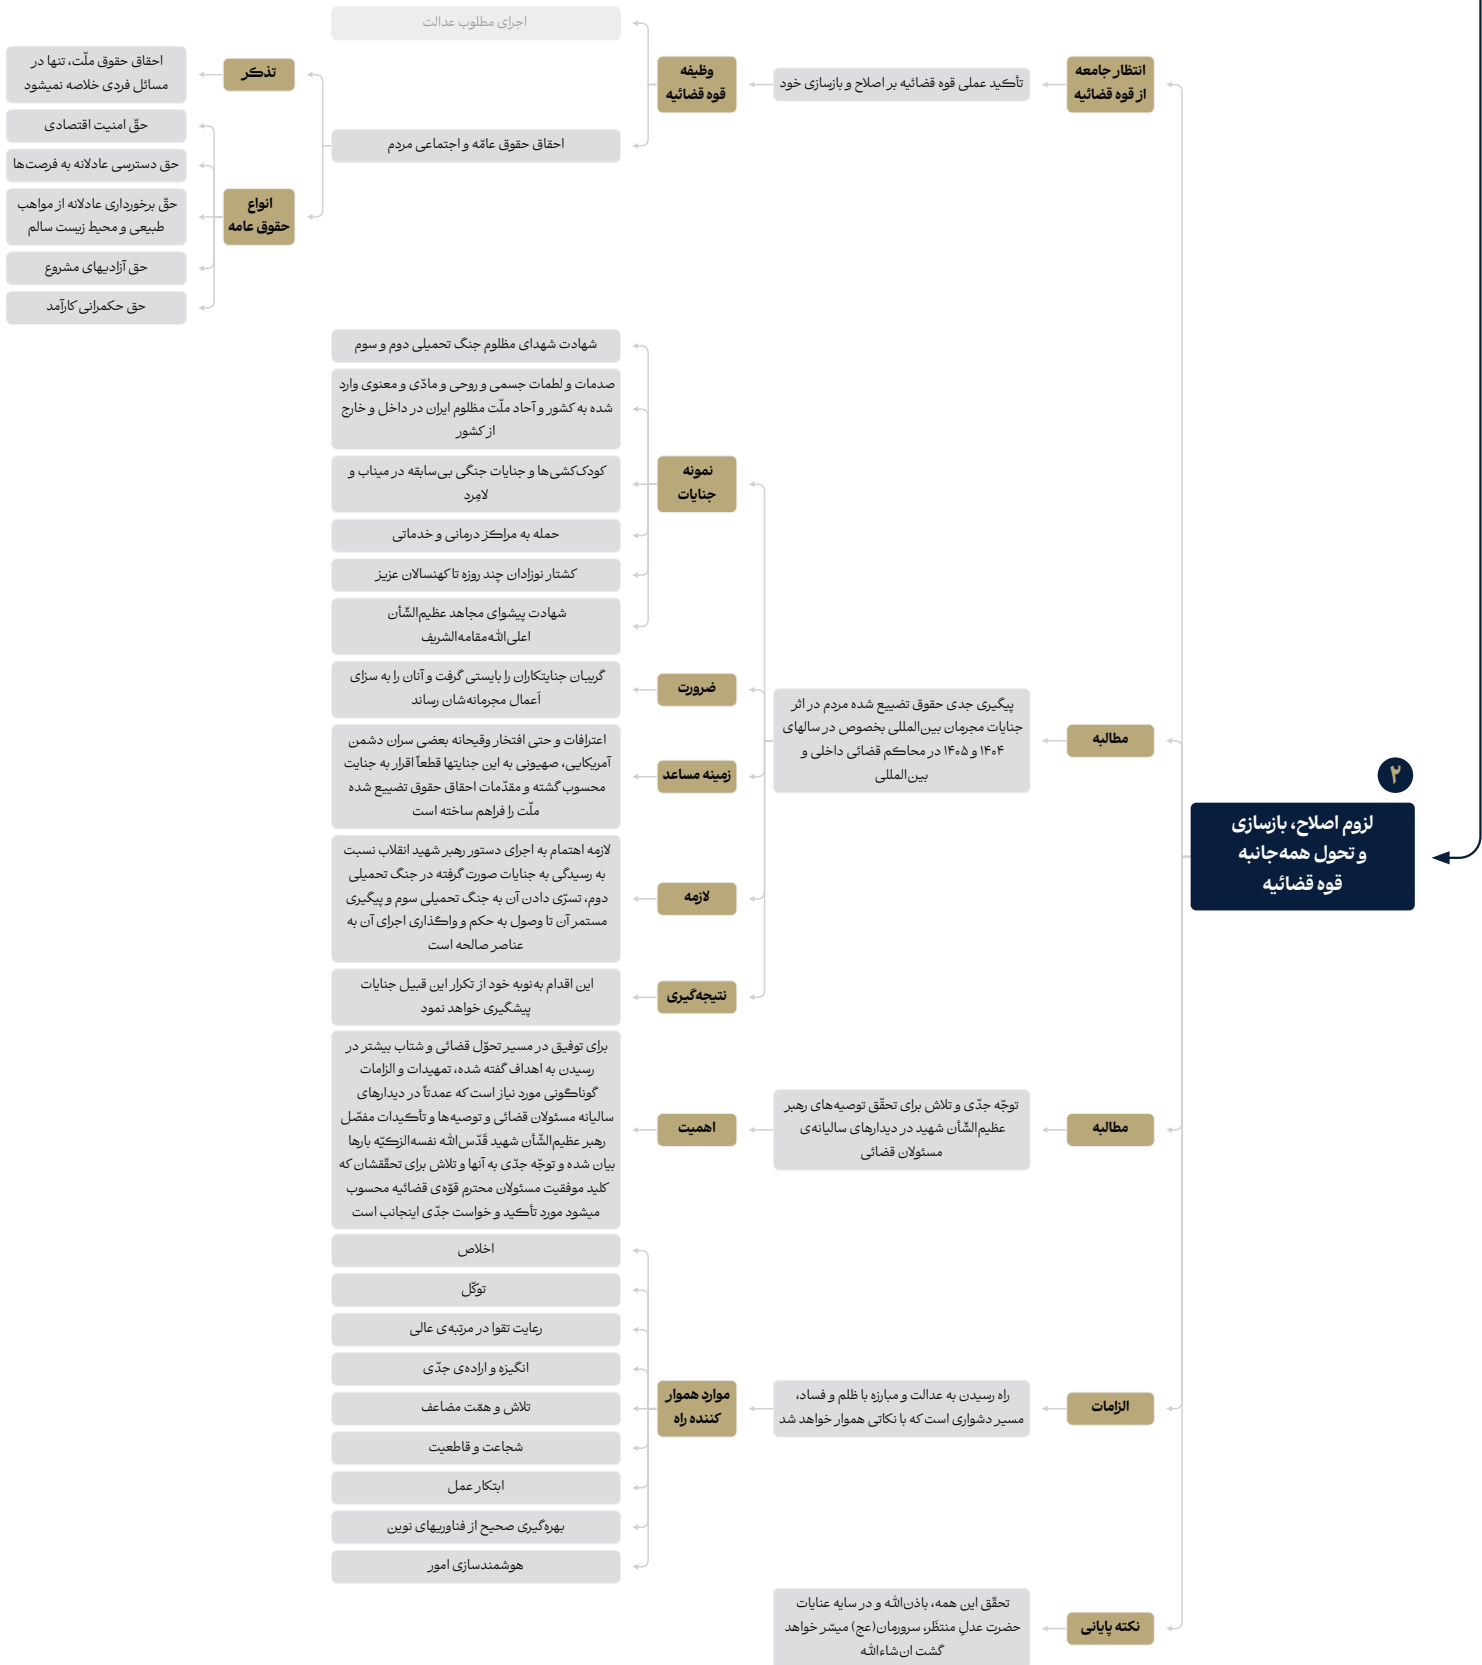 ۲
لزوم اصلاح، بازسازی
و تحول همه‌جانبه
قوه قضائیه
انتظار جامعه
از قوه قضائیه
تأکید عملی قوه قضائیه بر اصلاح و بازسازی خود
وظیفه
قوه قضائیه
اجرای مطلوب عدالت
احقاق حقوق عامّه و اجتماعی مردم
تذکر
احقاق حقوق ملّت، تنها در
مسائل فردی خلاصه نمیشود
انواع
حقوق عامه
حقّ امنیت اقتصادی
حق دسترسی عادلانه به فرصت‌ها
حقّ برخورداری عادلانه از مواهب
طبیعی و محیط زیست سالم
حق آزادیهای مشروع
حق حکمرانی کارآمد
مطالبه
پیگیری جدی حقوق تضییع شده مردم در اثر
جنایات مجرمان بین‌المللی بخصوص در سالهای
۱۴۰۴ و ۱۴۰۵ در محاکم قضائی داخلی و
بین‌المللی
نمونه
جنایات
شهادت شهدای مظلوم جنگ تحمیلی دوم و سوم
صدمات و لطمات جسمی و روحی و مادّی و معنوی وارد
شده به کشور و آحاد ملّت مظلوم ایران در داخل و خارج
از کشور
کودک‌کشی‌ها و جنایات جنگی بی‌سابقه در میناب و
لامِرد
حمله به مراکز درمانی و خدماتی
کشتار نوزادان چند روزه تا کهنسالان عزیز
شهادت پیشوای مجاهد عظیم‌الشّأن
اعلی‌الله‌مقامه‌الشریف
ضرورت
گریبان جنایتکاران را بایستی گرفت و آنان را به سزای
اَعمال مجرمانه‌شان رساند
زمینه مساعد
اعترافات و حتی افتخار وقیحانه بعضی سران دشمن
آمریکایی، صهیونی به این جنایتها قطعاً اقرار به جنایت
محسوب گشته و مقدّمات احقاق حقوق تضییع شده
ملّت را فراهم ساخته است
لازمه
لازمه اهتمام به اجرای دستور رهبر شهید انقلاب نسبت
به رسیدگی به جنایات صورت گرفته در جنگ تحمیلی
دوم، تسرّی دادن آن به جنگ تحمیلی سوم و پیگیری
مستمر آن تا وصول به حکم و واگذاری اجرای آن به
عناصر صالحه است
نتیجه‌گیری
این اقدام به‌نوبه خود از تکرار این قبیل جنایات
پیشگیری خواهد نمود
مطالبه
توجّه جدّی و تلاش برای تحقّق توصیه‌های رهبر
عظیم‌الشّأن شهید در دیدارهای سالیانه‌ی
مسئولان قضائی
اهمیت
برای توفیق در مسیر تحوّل قضائی و شتاب بیشتر در
رسیدن به اهداف گفته شده، تمهیدات و الزامات
گوناگونی مورد نیاز است که عمدتاً در دیدارهای
سالیانه مسئولان قضائی و توصیه‌ها و تأکیدات مفصّل
رهبر عظیم‌الشّأن شهید قدّس‌الله نفسه‌الزکیّه بارها
بیان شده و توجّه جدّی به آنها و تلاش برای تحقّقشان که
کلید موفقیت مسئولان محترم قوّه‌ی قضائیه محسوب
میشود مورد تأکید و خواست جدّی اینجانب است
الزامات
راه رسیدن به عدالت و مبارزه با ظلم و فساد،
مسیر دشواری است که با نکاتی هموار خواهد شد
موارد هموار
کننده راه
اخلاص
توکّل
رعایت تقوا در مرتبه‌ی عالی
انگیزه و اراده‌ی جدّی
تلاش و همّت مضاعف
شجاعت و قاطعیت
ابتکار عمل
بهره‌گیری صحیح از فناوریهای نوین
هوشمندسازی امور
نکته پایانی
تحقّق این همه، باذن‌الله و در سایه عنایات
حضرت عدلِ منتظَر، سرورمان(عج) میسّر خواهد
گشت ان‌شاءالله